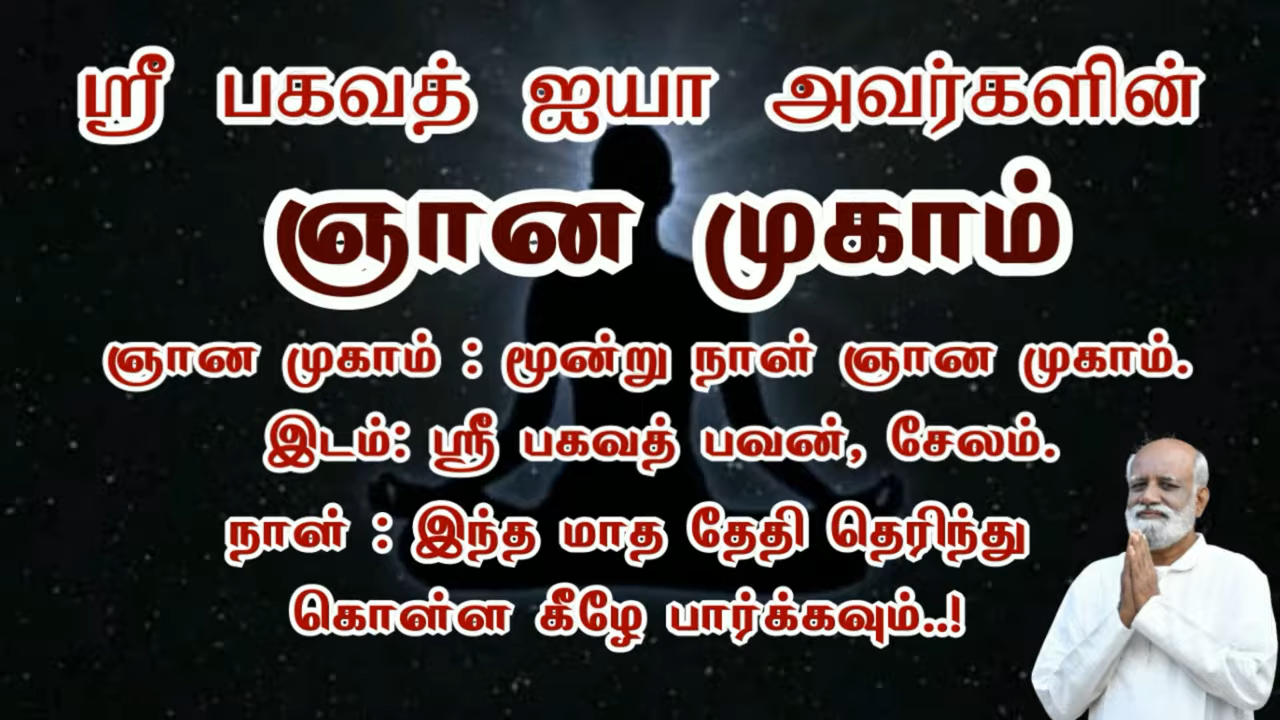 ஸ்ரீ பகவத் ஐயா அவர்களின்
ஞான முகாம்
ஞான முகாம் : மூன்று நாள் ஞான முகாம்.
இடம்: ஸ்ரீ பகவத் பவன், சேலம்.
நாள் : இந்த மாத தேதி தெரிந்து
கொள்ள கீழே பார்க்கவும்..!